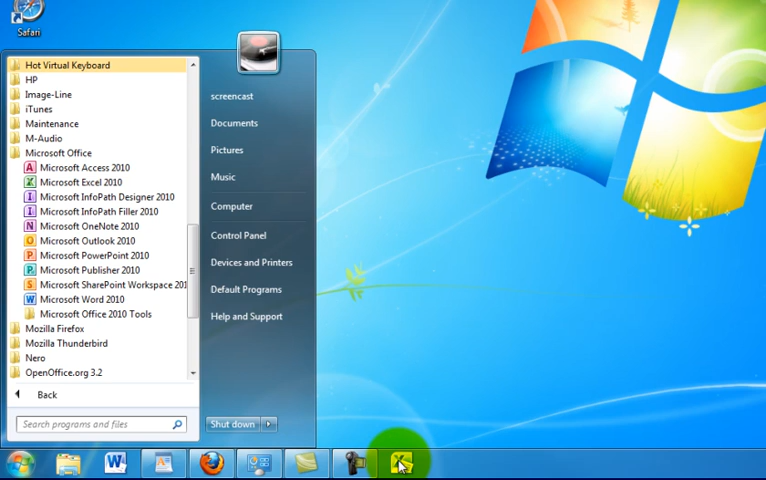 Safari
Hot Virtual Keyboard
HP
Image-Line
iTunes
Maintenance
M-Audio
Microsoft Office
Microsoft Access 2010
Microsoft Excel 2010
Microsoft InfoPath Designer 2010
Microsoft InfoPath Filler 2010
Microsoft OneNote 2010
Microsoft Outlook 2010
Microsoft PowerPoint 2010
Microsoft Publisher 2010
Microsoft SharePoint Workspace 201
Microsoft Word 2010
Microsoft Office 2010 Tools
Mozilla Firefox
Mozilla Thunderbird
Nero
OpenOffice.org 3.2
Back
Search programs and files
screencast
Documents
Pictures
Music
Computer
Control Panel
Devices and Printers
Default Programs
Help and Support
Shut down